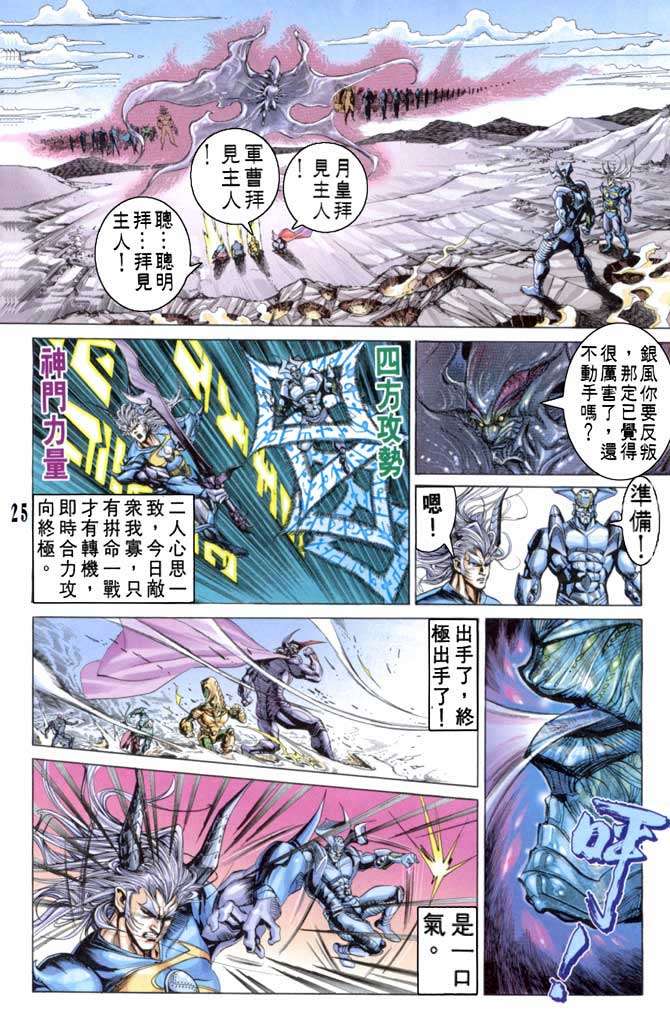 月皇拜
見主人
！
軍曹拜
見主人
！
聰…聰明
拜…拜見
主人！
銀風你要反叛
，那定已覺得
很厲害了，還
不動手嗎？
準備！
嗯！
四方攻勢
神門力量
二人心思一
致，今日敵
衆我寡，只
有拚命一戰
才有轉機，
即時合力攻
向終極。
25
呼！
出手了，終
極出手了！
是一口
氣。